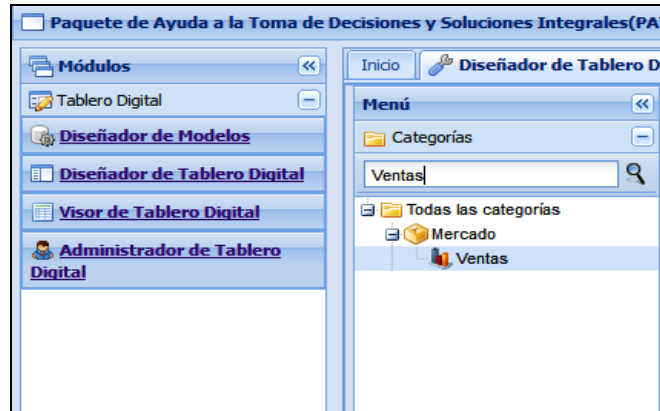 Paquete de Ayuda a la Toma de Decisiones y Soluciones Integrales(PA
Módulos
Tablero Digital
Diseñador de Modelos
Diseñador de Tablero Digital
Visor de Tablero Digital
Administrador de Tablero
Digital
Inicio
Diseñador de Tablero D
Menú
Categorías
Ventas
Todas las categorías
Mercado
Ventas